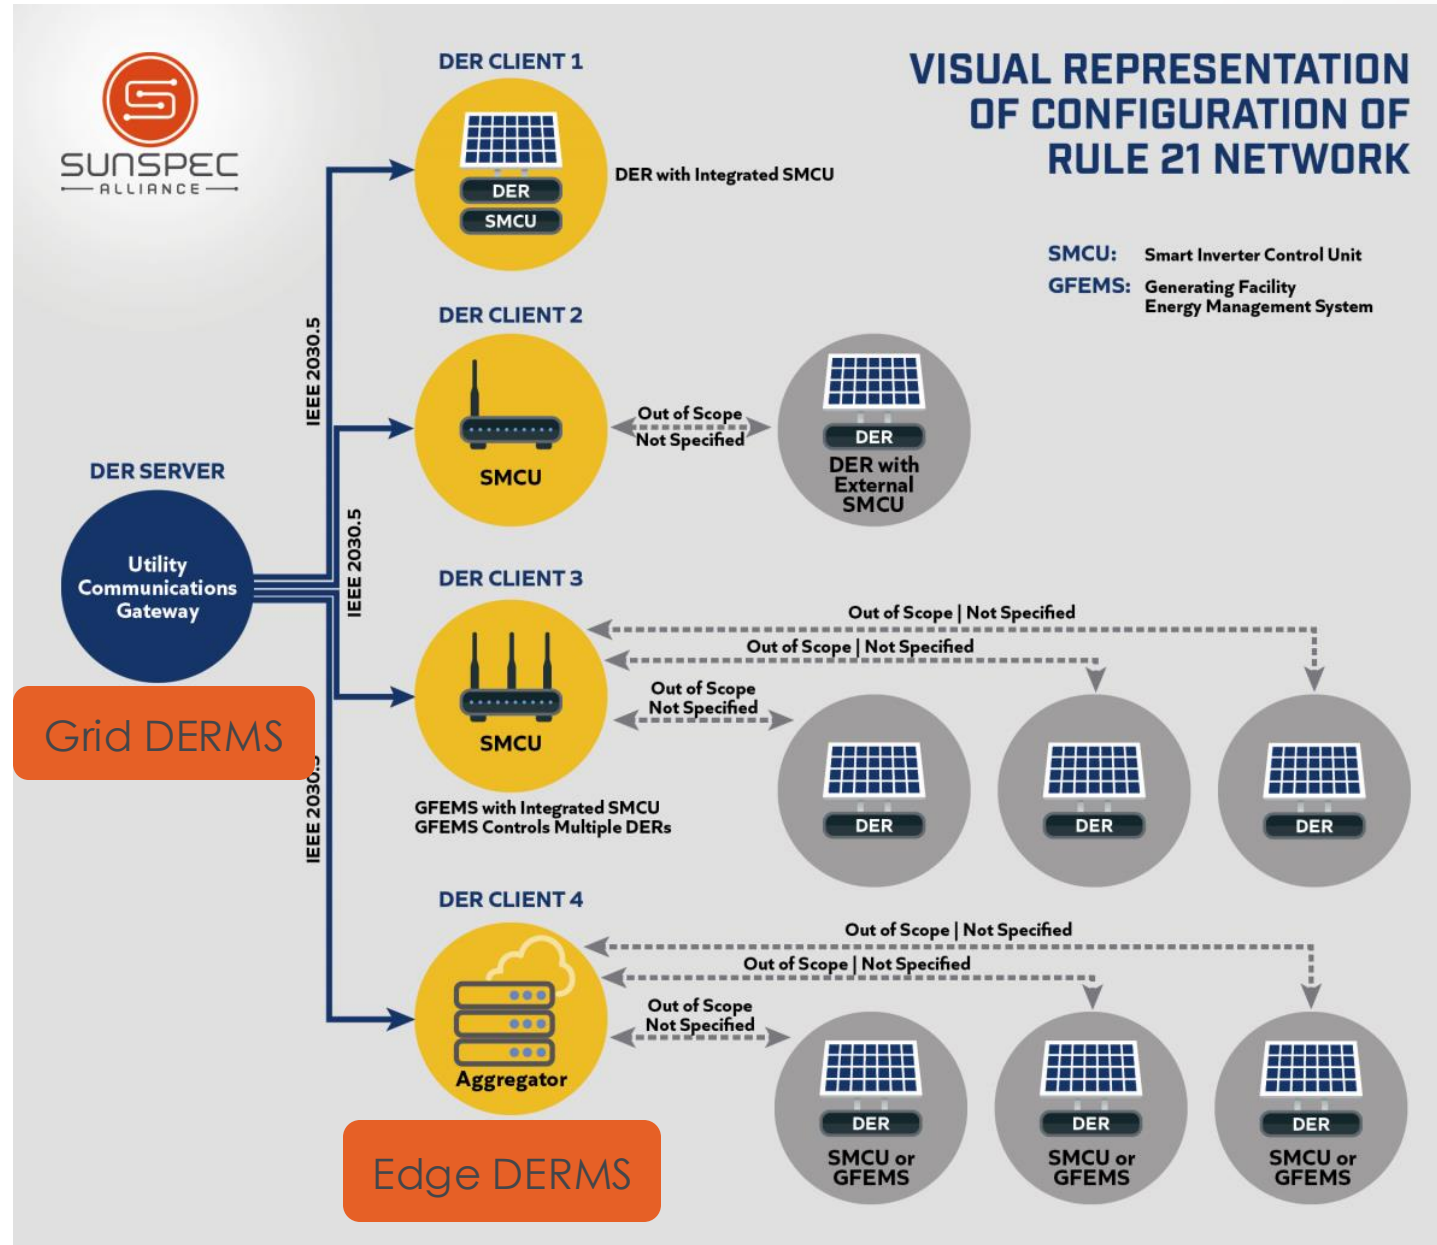 SUNSPEC
ALLIANCE
VISUAL REPRESENTATION
OF CONFIGURATION OF
RULE 21 NETWORK
SMCU: Smart Inverter Control Unit
GFEMS: Generating Facility
Energy Management System
DER CLIENT 1
DER
SMCU
DER with Integrated SMCU
IEEE 2030.5
DER CLIENT 2
SMCU
Out of Scope
Not Specified
DER
DER with
External
SMCU
DER SERVER
Utility
Communications
Gateway
Grid DERMS
IEEE 2030.5
DER CLIENT 3
SMCU
GFEMS with Integrated SMCU
GFEMS Controls Multiple DERs
Out of Scope | Not Specified
Out of Scope | Not Specified
Out of Scope
Not Specified
DER
DER
DER
IEEE 2030.5
DER CLIENT 4
Aggregator
Edge DERMS
Out of Scope | Not Specified
Out of Scope | Not Specified
Out of Scope
Not Specified
DER
SMCU or
GFEMS
DER
SMCU or
GFEMS
DER
SMCU or
GFEMS